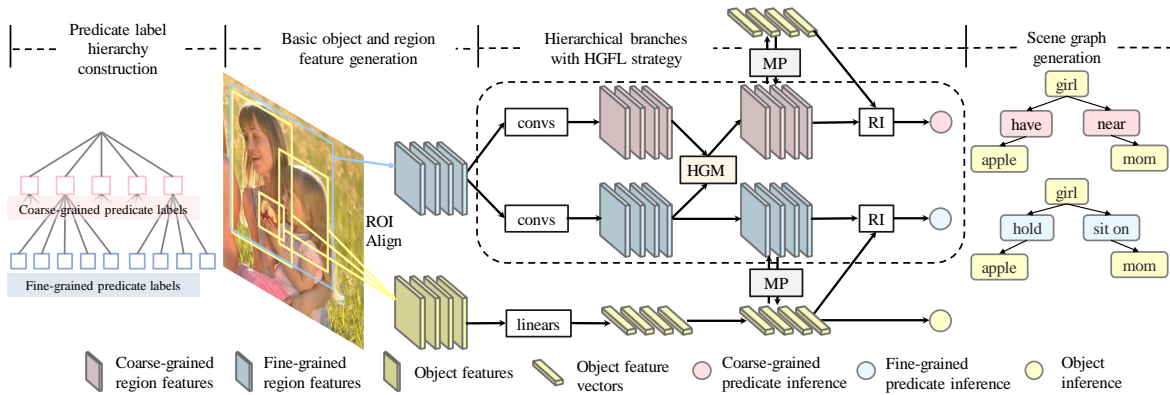 Predicate label
hierarchy
construction
Basic object and region
feature generation
Hierarchical branches
with HGFL strategy
Scene graph
generation
MP
convs
RI
HGM
convs
RI
MP
linears
ROI
Align
Coarse-grained predicate labels
Fine-grained predicate labels
girl
have
near
apple
mom
girl
hold
sit on
apple
mom
Coarse-grained
region features
Fine-grained
region features
Object features
Object feature
vectors
Coarse-grained
predicate inference
Fine-grained
predicate inference
Object
inference